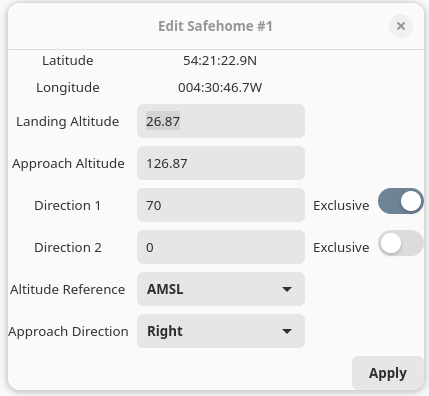 Edit Safehome #1
Latitude 54:21:22.9N
Longitude 004:30:46.7W
Landing Altitude 26.87
Approach Altitude 126.87
Direction 1 70 Exclusive
Direction 2 0 Exclusive
Altitude Reference AMSL
Approach Direction Right
Apply